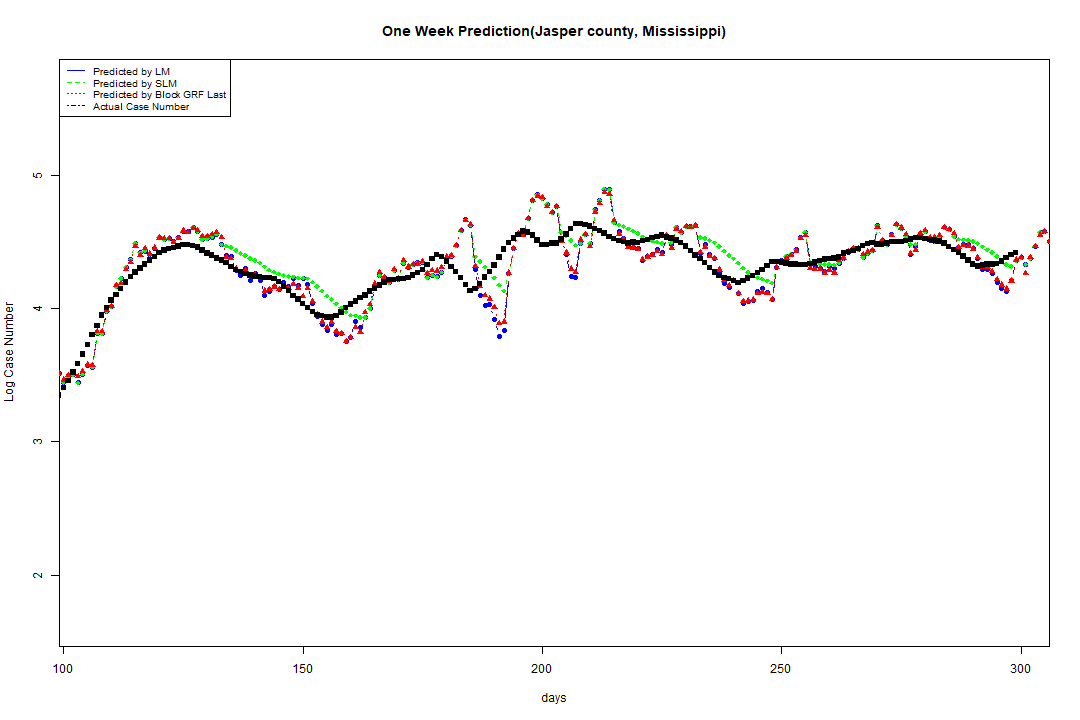 One Week Prediction(Jasper county, Mississippi)
Predicted by LM
Predicted by SLM
Predicted by Block GRF Last
Actual Case Number
5
4
3
2
Log Case Number
100 150 200 250 300
days